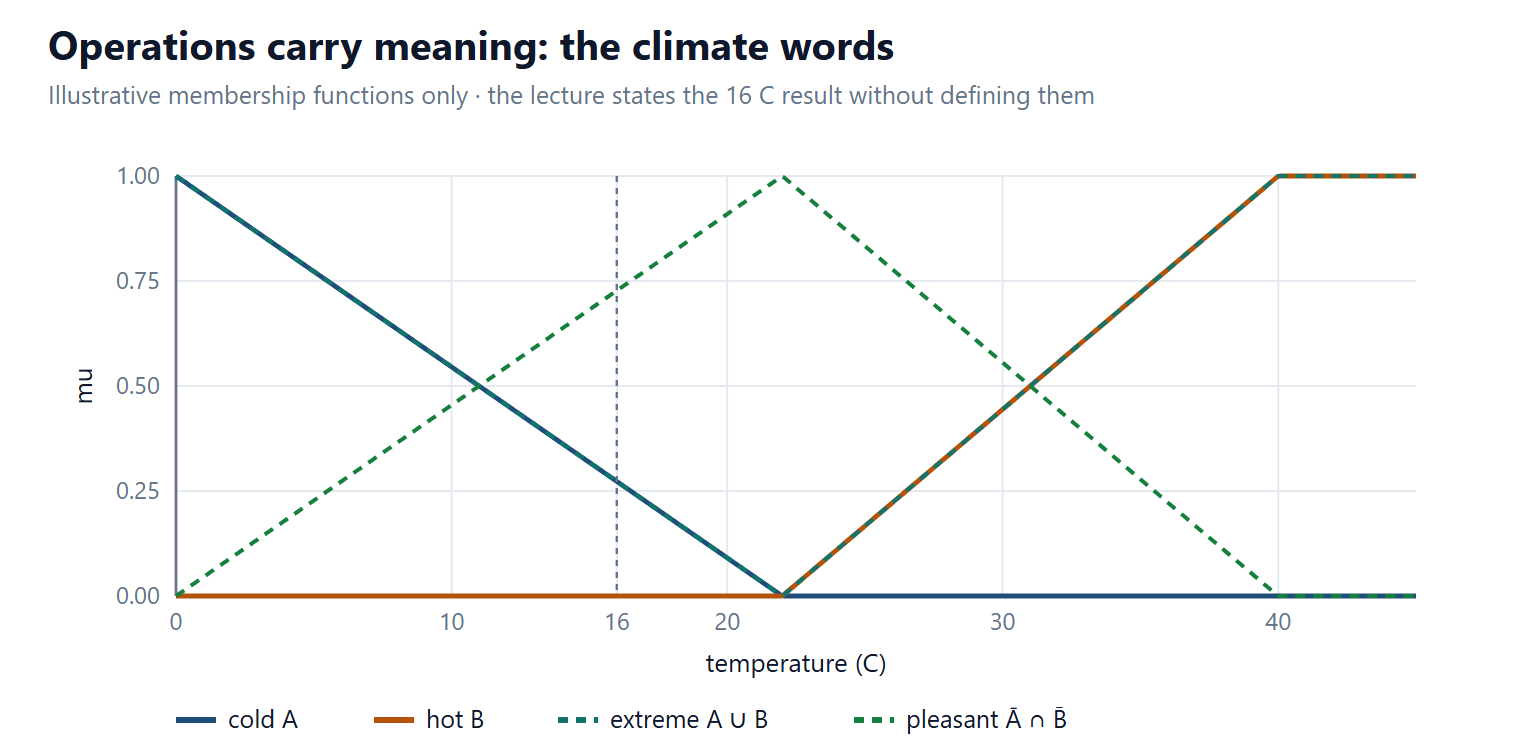 Operations carry meaning: the climate words
Illustrative membership functions only · the lecture states the 16 C result without defining them
1.00
0.75
0.50
0.25
0.00
mu
0 10 16 20 30 40
temperature (C)
cold A hot B extreme A ∪ B pleasant Ā ∩ B̄